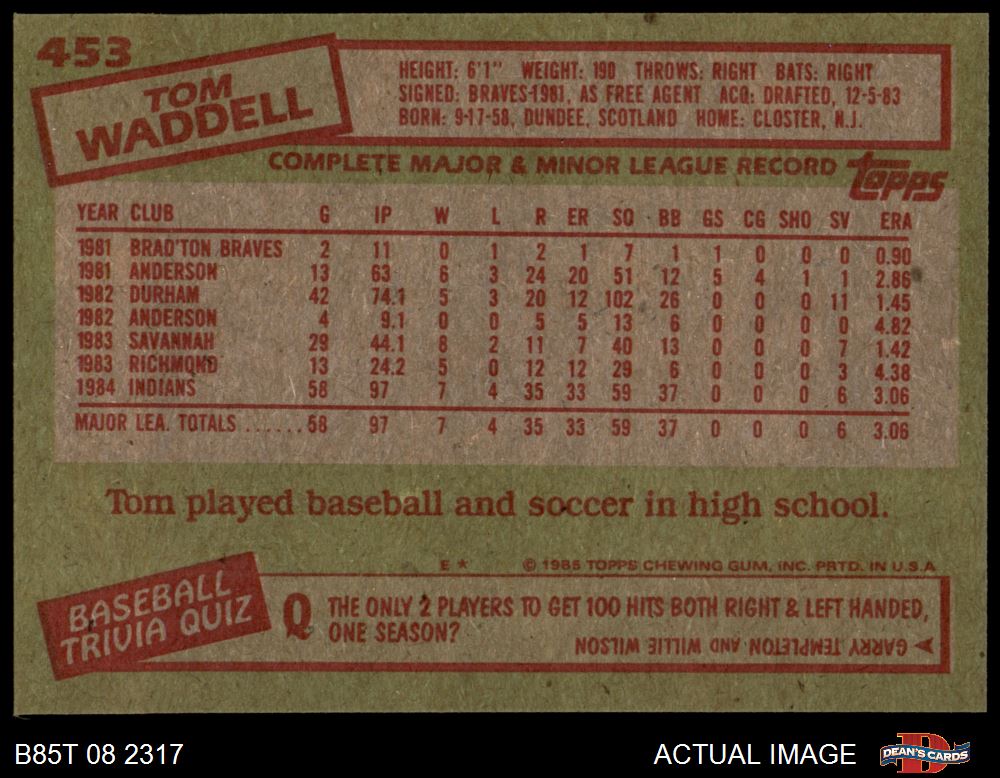 453
TOM
WADDELL
HEIGHT: 6'1" WEIGHT: 190 THROWS: RIGHT BATS: RIGHT
SIGNED: BRAVES-1981, AS FREE AGENT ACQ: DRAFTED, 12-5-83
BORN: 9-17-58, DUNDEE, SCOTLAND HOME: CLOSTER, N.J.
COMPLETE MAJOR & MINOR LEAGUE RECORD
Topps
YEAR CLUB G IP W L R ER SO BB GS CG SHO SV ERA
1981 BRAD'TON BRAVES 2 11 0 1 2 1 7 1 1 0 0 0 0.90
1981 ANDERSON 13 63 6 3 24 20 51 12 5 4 1 1 2.86
1982 DURHAM 42 74.1 5 3 20 12 102 26 0 0 0 11 1.45
1982 ANDERSON 4 9.1 0 0 5 5 13 6 0 0 0 0 4.82
1983 SAVANNAH 29 44.1 8 2 11 7 40 13 0 0 0 7 1.42
1983 RICHMOND 13 24.2 5 0 12 12 29 6 0 0 0 3 4.38
1984 INDIANS 58 97 7 4 35 33 59 37 0 0 0 6 3.06
MAJOR LEA. TOTALS ...... 58 97 7 4 35 33 59 37 0 0 0 6 3.06
Tom played baseball and soccer in high school.
E * © 1985 TOPPS CHEWING GUM, INC. PRTD. IN U.S.A
BASEBALL
TRIVIA QUIZ
Q THE ONLY 2 PLAYERS TO GET 100 HITS BOTH RIGHT & LEFT HANDED,
ONE SEASON?
GARRY TEMPLETON AND WILLIE WILSON
B85T 08 2317
ACTUAL IMAGE
D
DEAN'S CARDS